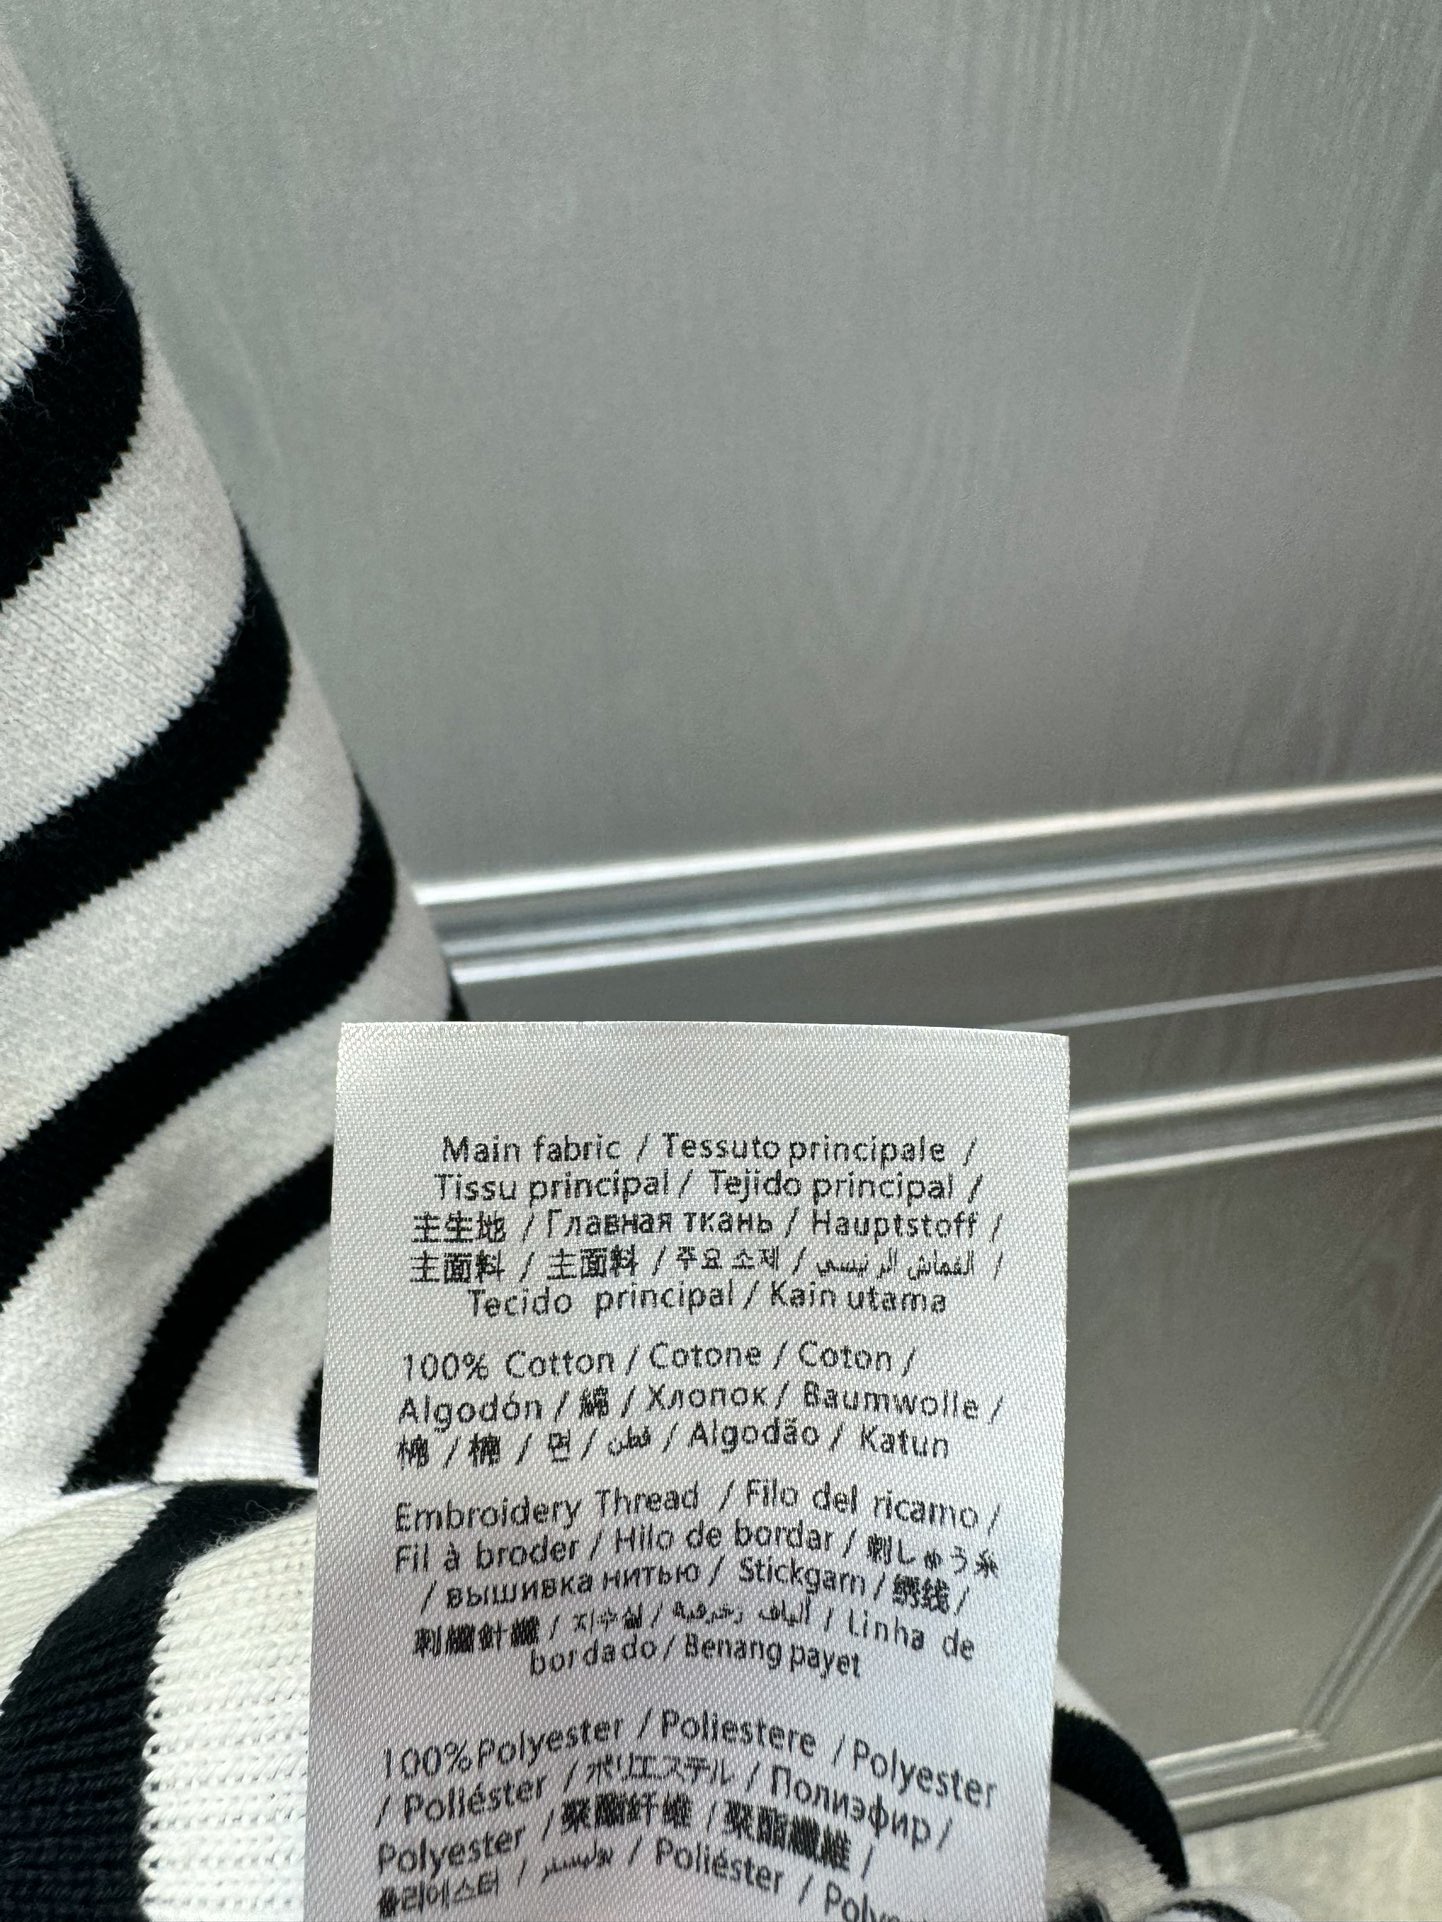 Main fabric / Tessuto principale /
Tissu principal / Tejido principal /
主生地 / Главная ткань / Hauptstoff /
主面料 / 主面料 / 주요 소재 / القماش الرئيسي /
Tecido principal / Kain utama
100% Cotton / Cotone / Coton /
Algodón / 綿 / Хлопок / Baumwolle /
棉 / 棉 / 면 / قطن / Algodão / Katun
Embroidery Thread / Filo del ricamo /
Fil à broder / Hilo de bordar / 刺しゅう糸
/ вышивка нитью / Stickgarn / 绣线 /
/ 자수실 / ألياف زخرفية / Linha de
bordado / Benang payet
100% Polyester / Poliestere / Polyester
/ Poliéster / ポリエステル / Полиэфир /
Polyester / 聚酯纤维 / 聚酯纖維 /
폴리에스터 / بوليستر / Poliéster /